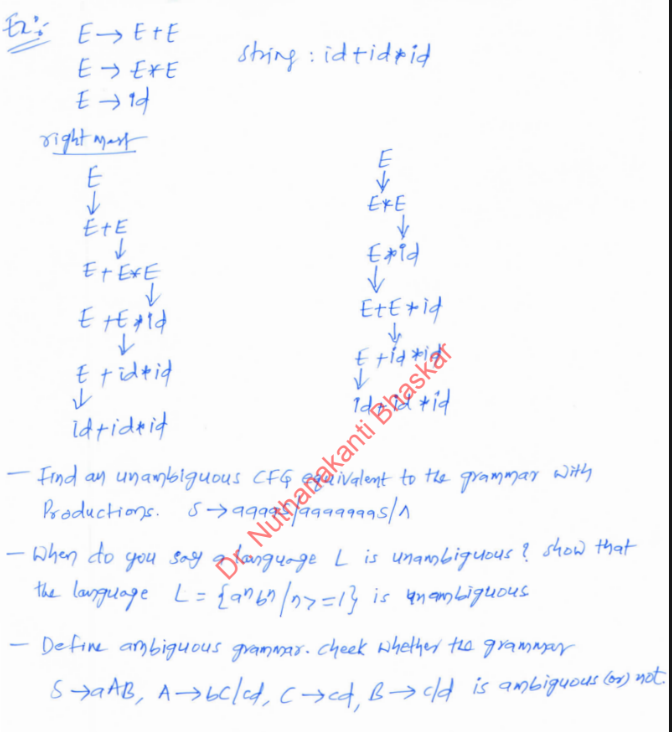 Ex:
E → E+E
string : id+id*id
E → E*E
E → id
right most
E
↓
E+E
↓
E+E*E
↓
E+E*id
↓
E+id*id
↓
id+id*id
E
↓
E*E
↓
E*id
↓
E+E*id
↓
E+id*id
↓
id+id*id
Dr. Nuthanakanti Bhaskar
- Find an unambiguous CFG equivalent to the grammar with
Productions. S → aaaaS/aaaaaaaS/∧
- When do you say a language L is unambiguous? show that
the language L = {aⁿbⁿ/n>=1} is unambiguous
- Define ambiguous grammar. check whether the grammar
S→aAB, A→bC/cd, C→cd, B→c/d is ambiguous (or) not.